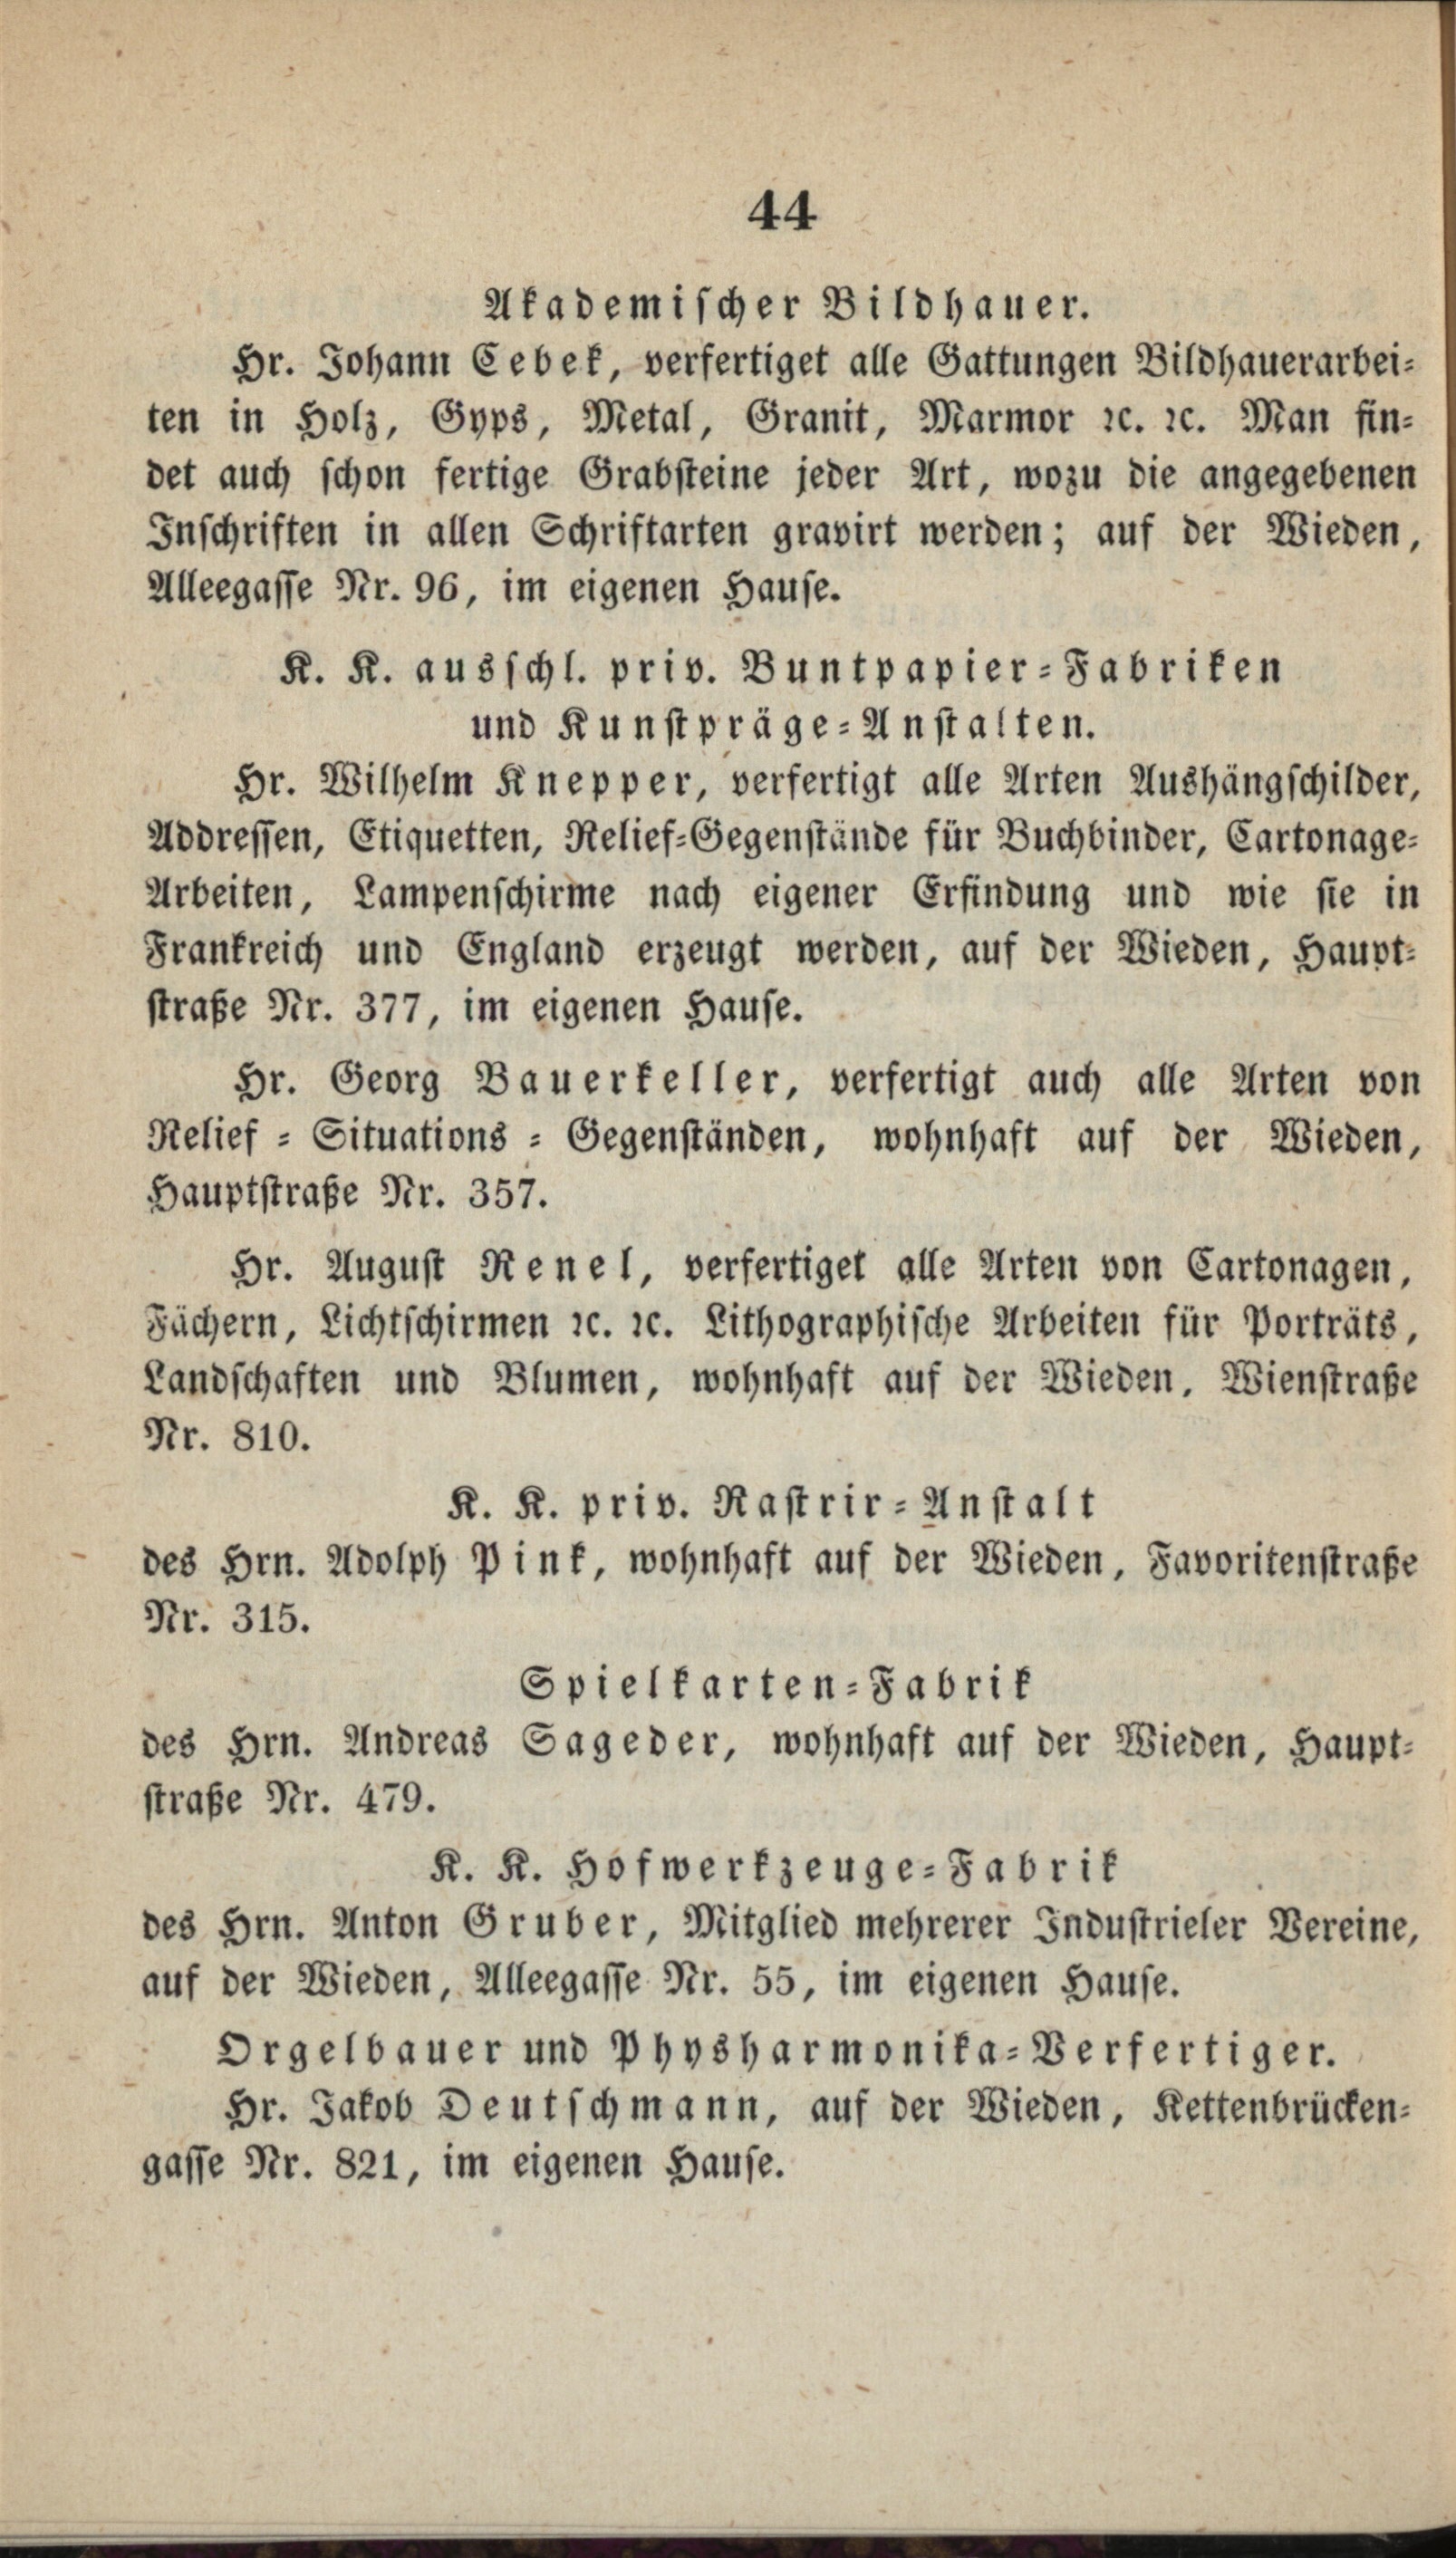 44
Akademischer Bildhauer.
Hr. Johann Cebek, verfertiget alle Gattungen Bildhauerarbei-
ten in Holz, Gyps, Metal, Granit, Marmor ꝛc. ꝛc. Man fin-
det auch schon fertige Grabsteine jeder Art, wozu die angegebenen
Inschriften in allen Schriftarten gravirt werden; auf der Wieden,
Alleegasse Nr. 96, im eigenen Hause.
K. K. ausschl. priv. Buntpapier-Fabriken
und Kunstpräge-Anstalten.
Hr. Wilhelm Knepper, verfertigt alle Arten Aushängschilder,
Addressen, Etiquetten, Relief-Gegenstände für Buchbinder, Cartonage-
Arbeiten, Lampenschirme nach eigener Erfindung und wie sie in
Frankreich und England erzeugt werden, auf der Wieden, Haupt-
straße Nr. 377, im eigenen Hause.
Hr. Georg Bauerkeller, verfertigt auch alle Arten von
Relief - Situations - Gegenständen, wohnhaft auf der Wieden,
Hauptstraße Nr. 357.
Hr. August Renel, verfertiget alle Arten von Cartonagen,
Fächern, Lichtschirmen ꝛc. ꝛc. Lithographische Arbeiten für Porträts,
Landschaften und Blumen, wohnhaft auf der Wieden, Wienstraße
Nr. 810.
K. K. priv. Rastrir-Anstalt
des Hrn. Adolph Pink, wohnhaft auf der Wieden, Favoritenstraße
Nr. 315.
Spielkarten-Fabrik
des Hrn. Andreas Sageder, wohnhaft auf der Wieden, Haupt-
straße Nr. 479.
K. K. Hofwerkzeuge-Fabrik
des Hrn. Anton Gruber, Mitglied mehrerer Industrieler Vereine,
auf der Wieden, Alleegasse Nr. 55, im eigenen Hause.
Orgelbauer und Physharmonika-Verfertiger.
Hr. Jakob Deutschmann, auf der Wieden, Kettenbrücken-
gasse Nr. 821, im eigenen Hause.